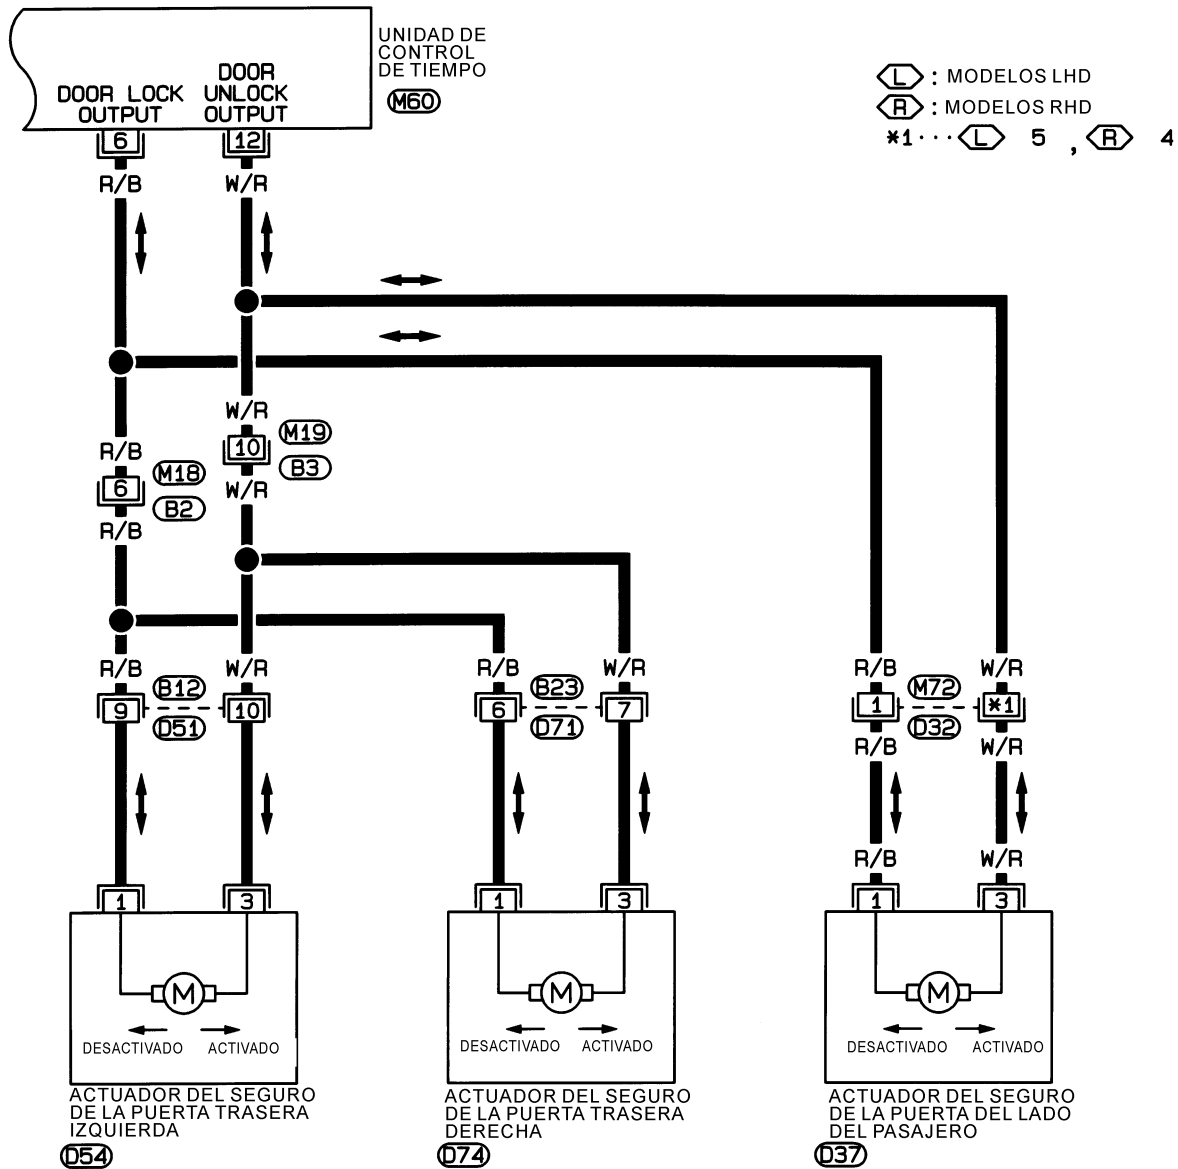 UNIDAD DE
CONTROL
DE TIEMPO
M60
DOOR LOCK
OUTPUT
DOOR
UNLOCK
OUTPUT
6
12
L : MODELOS LHD
R : MODELOS RHD
*1 ··· L 5 , R 4
R/B
W/R
W/R
10
M19
B3
W/R
R/B
6
M18
B2
R/B
R/B
W/R
R/B
W/R
R/B
W/R
9
B12
D51
10
6
B23
D71
7
1
M72
D32
*1
R/B
W/R
R/B
W/R
1
3
1
3
1
3
M
M
M
DESACTIVADO ACTIVADO
DESACTIVADO ACTIVADO
DESACTIVADO ACTIVADO
ACTUADOR DEL SEGURO
DE LA PUERTA TRASERA
IZQUIERDA
D54
ACTUADOR DEL SEGURO
DE LA PUERTA TRASERA
DERECHA
D74
ACTUADOR DEL SEGURO
DE LA PUERTA DEL LADO
DEL PASAJERO
D37